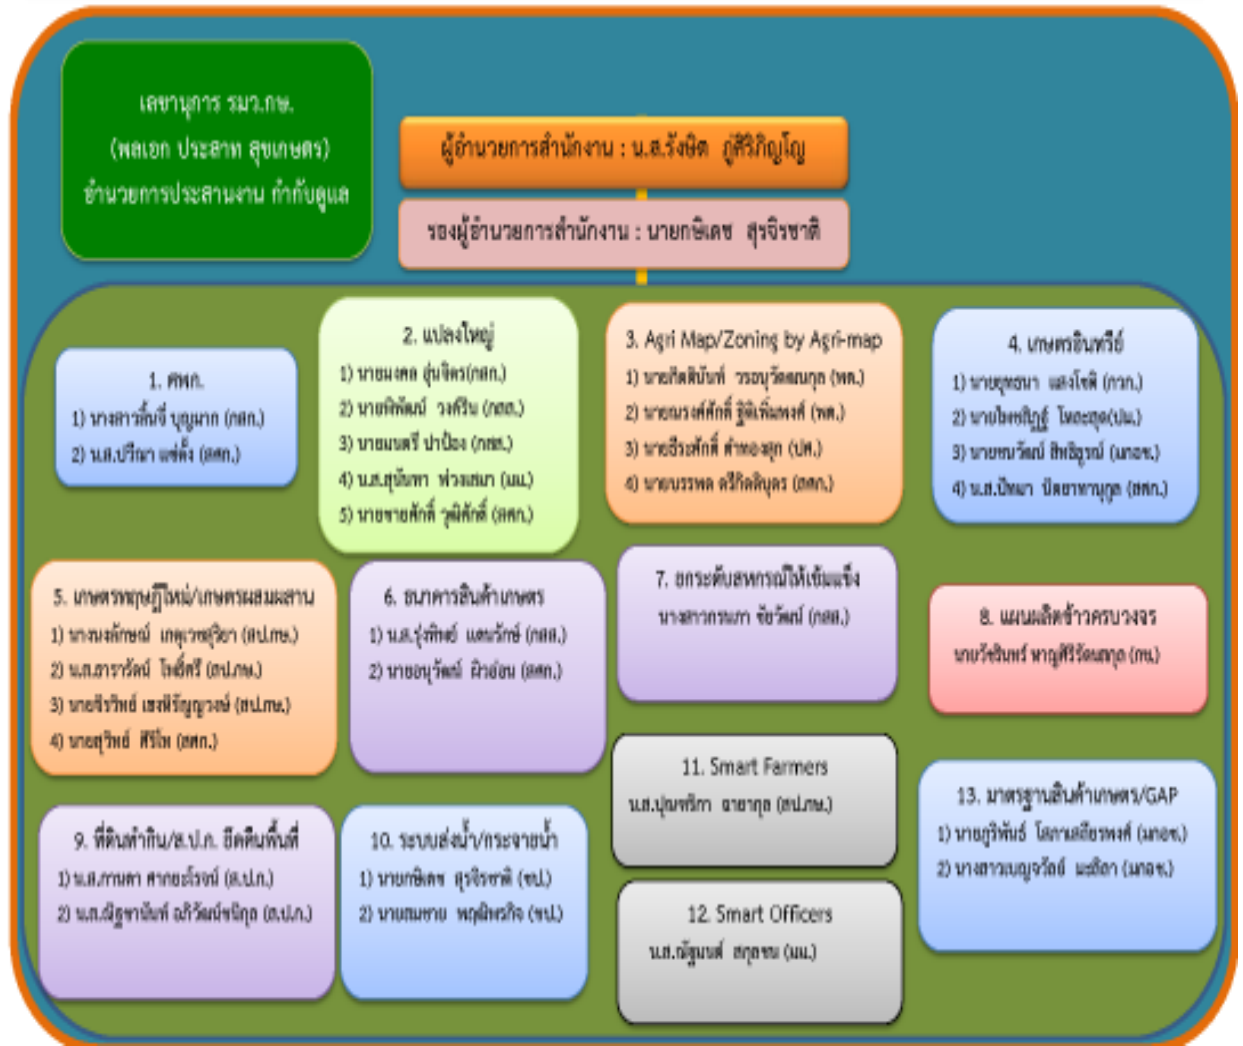 เลขานุการ รมว.กษ.
(พลเอก ประสาท สุขเกษตร)
อำนวยการประสานงาน กำกับดูแล
ผู้อำนวยการสำนักงาน : น.ส.รังษิต ภู่ศิริภิญโญ
รองผู้อำนวยการสำนักงาน : นายกษิเดช สุรจิรชาติ
1. ศพก.
1) นางสาวลิ้นจี่ บุญมาก (กสก.)
2) น.ส.ปรีณา แซ่ตั้ง (สศก.)
2. แปลงใหญ่
1) นายมงคล อุ่นจิตร(กสก.)
2) นายพิพัฒน์ วงศ์ริน (กสส.)
3) นายมนตรี ปาป้อง (กสส.)
4) น.ส.สุนันทา พ่วงเสมา (มม.)
5) นายชายศักดิ์ วุฒิศักดิ์ (สศก.)
3. Agri Map/Zoning by Agri-map
1) นายกิตตินันท์ วรอนุวัฒนกุล (พด.)
2) นายณรงค์ศักดิ์ ฐิติเพิ่มพงศ์ (พด.)
3) นายธีระศักดิ์ คำทองสุก (ปศ.)
4) นายบรรพต ตรีกิตติบุตร (สศก.)
4. เกษตรอินทรีย์
1) นายยุทธนา แสงโชติ (กวก.)
2) (ปม.)
3) นายชนวัฒน์ สิทธิธูรณ์ (มกอช.)
4) น.ส.ปัทมา ปิตยาทานุกูล (สศก.)
5. เกษตรทฤษฎีใหม่/เกษตรผสมผสาน
1) นางนงลักษณ์ เกตุเวชสุริยา (สป.กษ.)
2) น.ส.ธารารัตน์ โพธิ์ศรี (สป.กษ.)
3) นายจิรวิทย์ เฮงหิรัญญวงษ์ (สป.กษ.)
4) นายสุวิทย์ ศิริโท (สศก.)
6. ธนาคารสินค้าเกษตร
1) น.ส.รุ่งทิพย์ แดนรักษ์ (กสส.)
2) นายอนุวัฒน์ ผิวอ่อน (สศก.)
7. ยกระดับสหกรณ์ให้เข้มแข็ง
นางสาวกรนภา ชัยวัฒน์ (กสส.)
8. แผนผลิตข้าวครบวงจร
นายวัชรินทร์ หาญศิริรัตนสกุล (กข.)
9. ที่ดินทำกิน/ส.ป.ก. ยึดคืนพื้นที่
1) น.ส.กานดา ศากยะโรจน์ (ส.ป.ก.)
2) น.ส.ณัฐชานันท์ อภิวัฒน์ชนิกุล (ส.ป.ก.)
10. ระบบส่งน้ำ/กระจายน้ำ
1) นายกษิเดช สุรจิรชาติ (ชป.)
2) นายสมชาย พฤฒิพรกิจ (ชป.)
11. Smart Farmers
น.ส.ปุณฑริกา ฉายากุล (สป.กษ.)
12. Smart Officers
น.ส.ณัฐมนต์ สกุลชน (มม.)
13. มาตรฐานสินค้าเกษตร/GAP
1) นายภูริพันธ์ โสภาเสถียรพงศ์ (มกอช.)
2) นางสาวเบญจวัลย์ มะลิลา (มกอช.)